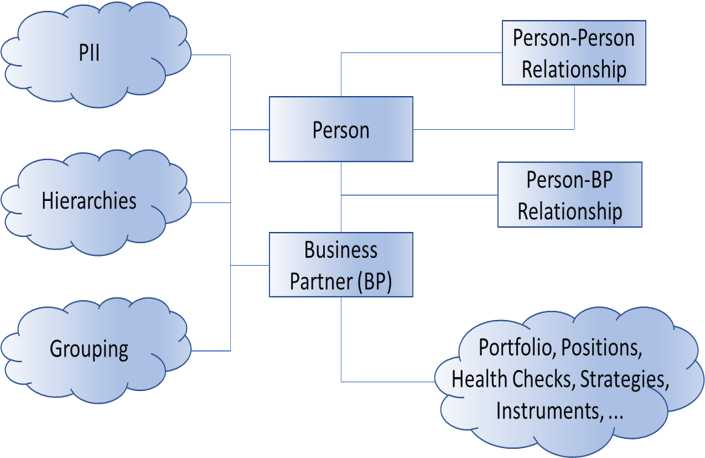 PII
Person-Person
Relationship
Person
Hierarchies
Person-BP
Relationship
Business
Partner (BP)
Grouping
Portfolio, Positions,
Health Checks, Strategies,
Instruments, ...